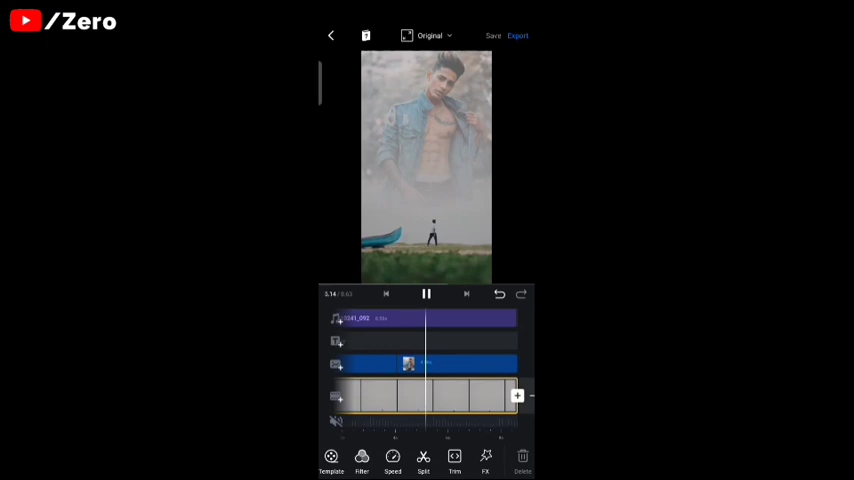 /Zero
Original Save Export
3.14 / 8.63
Template Filter Speed Split Trim FX Delete